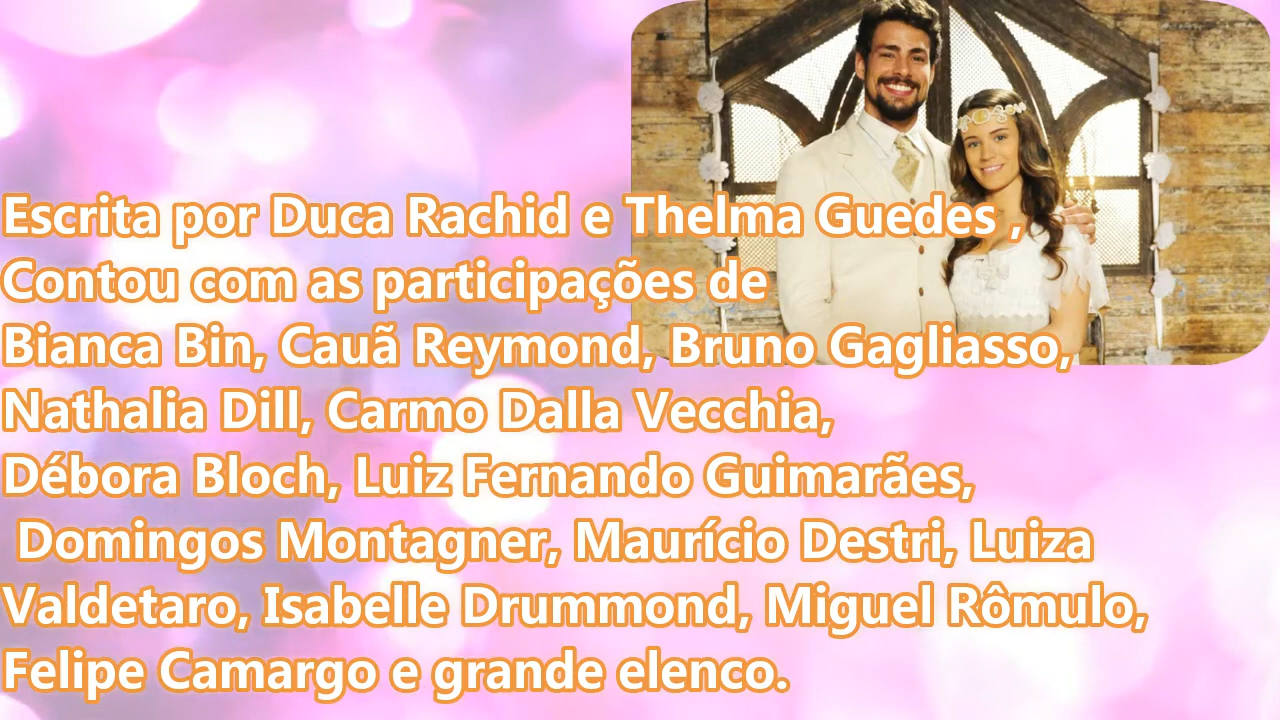 Escrita por Duca Rachid e Thelma Guedes ,
Contou com as participações de
Bianca Bin, Cauã Reymond, Bruno Gagliasso,
Nathalia Dill, Carmo Dalla Vecchia,
Débora Bloch, Luiz Fernando Guimarães,
Domingos Montagner, Maurício Destri, Luiza
Valdetaro, Isabelle Drummond, Miguel Rômulo,
Felipe Camargo e grande elenco.